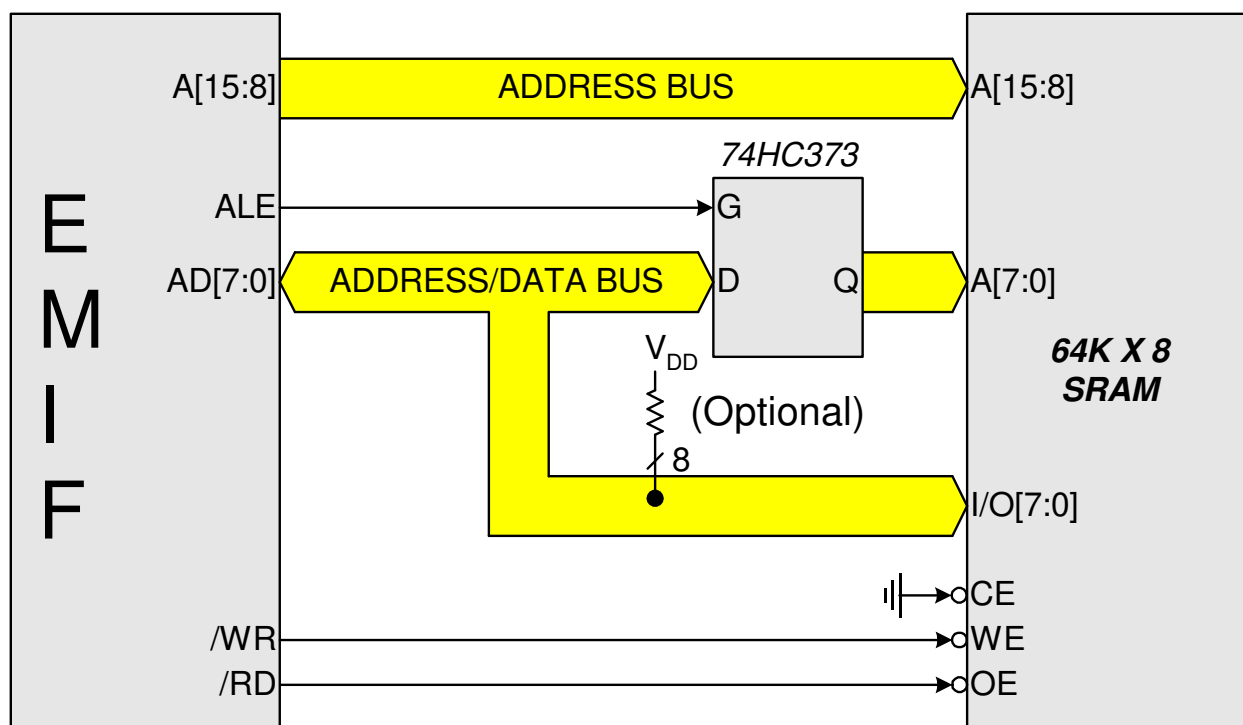 A[15:8]
ADDRESS BUS
A[15:8]
74HC373
ALE
G
AD[7:0]
ADDRESS/DATA BUS
D
Q
A[7:0]
E
M
I
F
VDD
(Optional)
8
64K X 8
SRAM
I/O[7:0]
CE
/WR
WE
/RD
OE